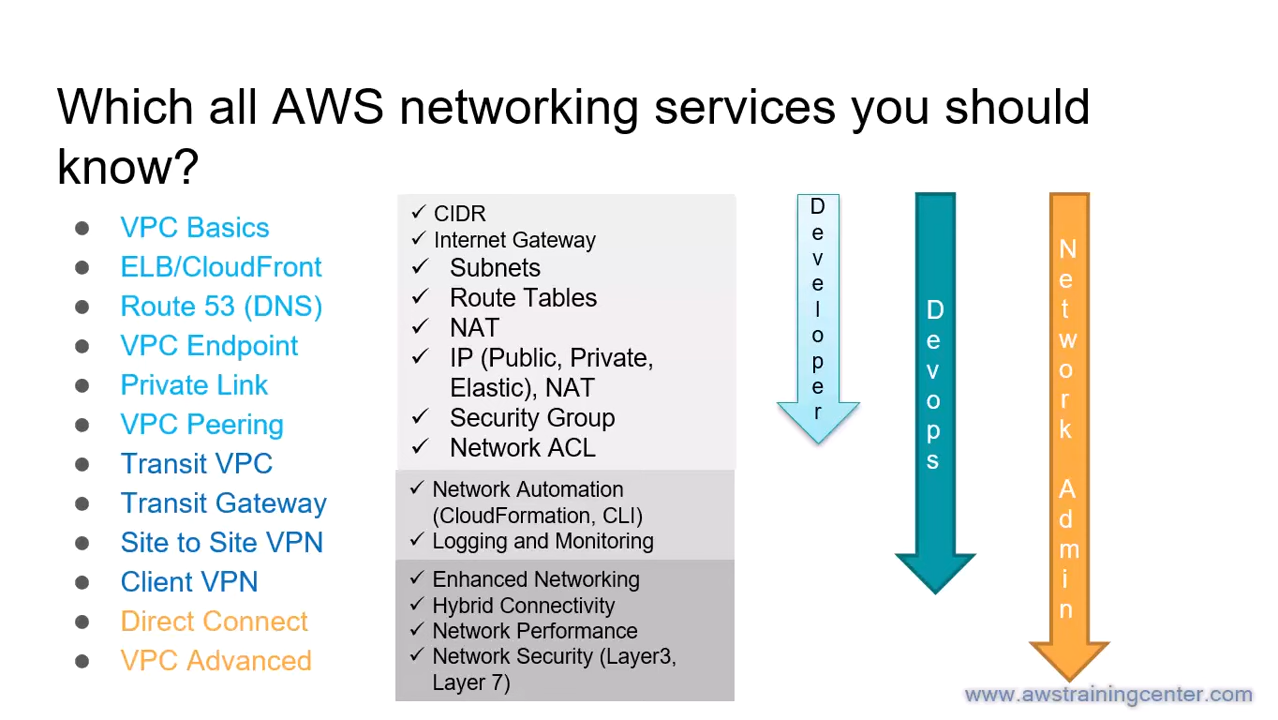 Which all AWS networking services you should
know?
VPC Basics
ELB/CloudFront
Route 53 (DNS)
VPC Endpoint
Private Link
VPC Peering
Transit VPC
Transit Gateway
Site to Site VPN
Client VPN
Direct Connect
VPC Advanced
CIDR
Internet Gateway
Subnets
Route Tables
NAT
IP (Public, Private,
Elastic), NAT
Security Group
Network ACL
Network Automation
(CloudFormation, CLI)
Logging and Monitoring
Enhanced Networking
Hybrid Connectivity
Network Performance
Network Security (Layer3,
Layer 7)
Developer
Devops
Network Admin
www.awstrainingcenter.com